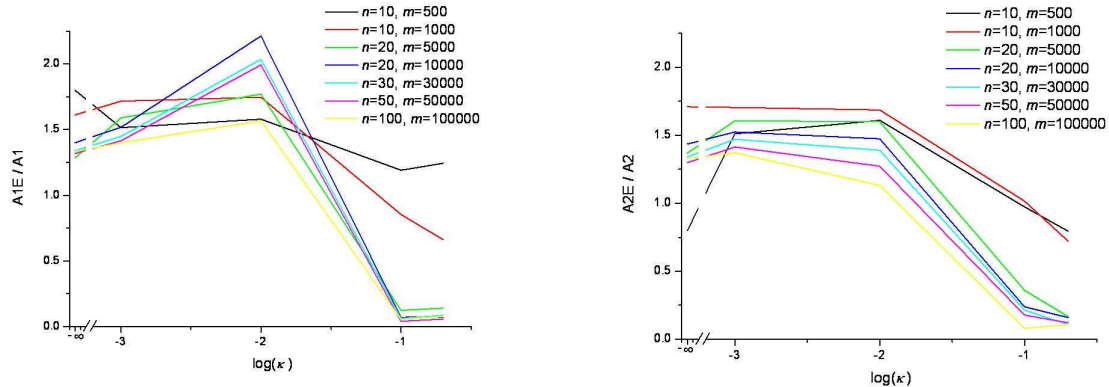 n=10, m=500
n=10, m=1000
n=20, m=5000
n=20, m=10000
n=30, m=30000
n=50, m=50000
n=100, m=100000
A1E / A1
2.0
1.5
1.0
0.5
0.0
-∞
-3
-2
-1
log(κ)
n=10, m=500
n=10, m=1000
n=20, m=5000
n=20, m=10000
n=30, m=30000
n=50, m=50000
n=100, m=100000
A2E / A2
2.0
1.5
1.0
0.5
0.0
-∞
-3
-2
-1
log(κ)